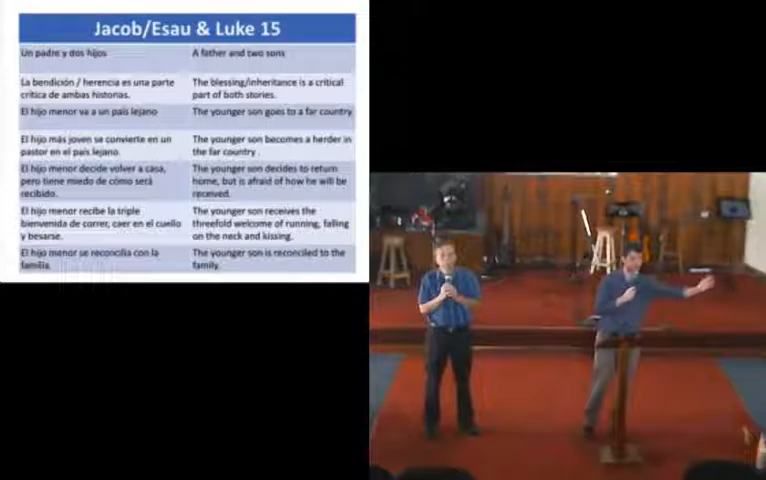 Jacob/Esau & Luke 15
Un padre y dos hijos
A father and two sons
La bendición / herencia es una parte
crítica de ambas historias.
The blessing/inheritance is a critical
part of both stories.
El hijo menor va a un país lejano
The younger son goes to a far country
El hijo más joven se convierte en un
pastor en el país lejano.
The younger son becomes a herder in
the far country .
El hijo menor decide volver a casa,
pero tiene miedo de cómo será
recibido.
The younger son decides to return
home, but is afraid of how he will be
received.
El hijo menor recibe la triple
bienvenida de correr, caer en el cuello
y besarse.
The younger son receives the
threefold welcome of running, falling
on the neck and kissing.
El hijo menor se reconcilia con la
familia.
The younger son is reconciled to the
family.